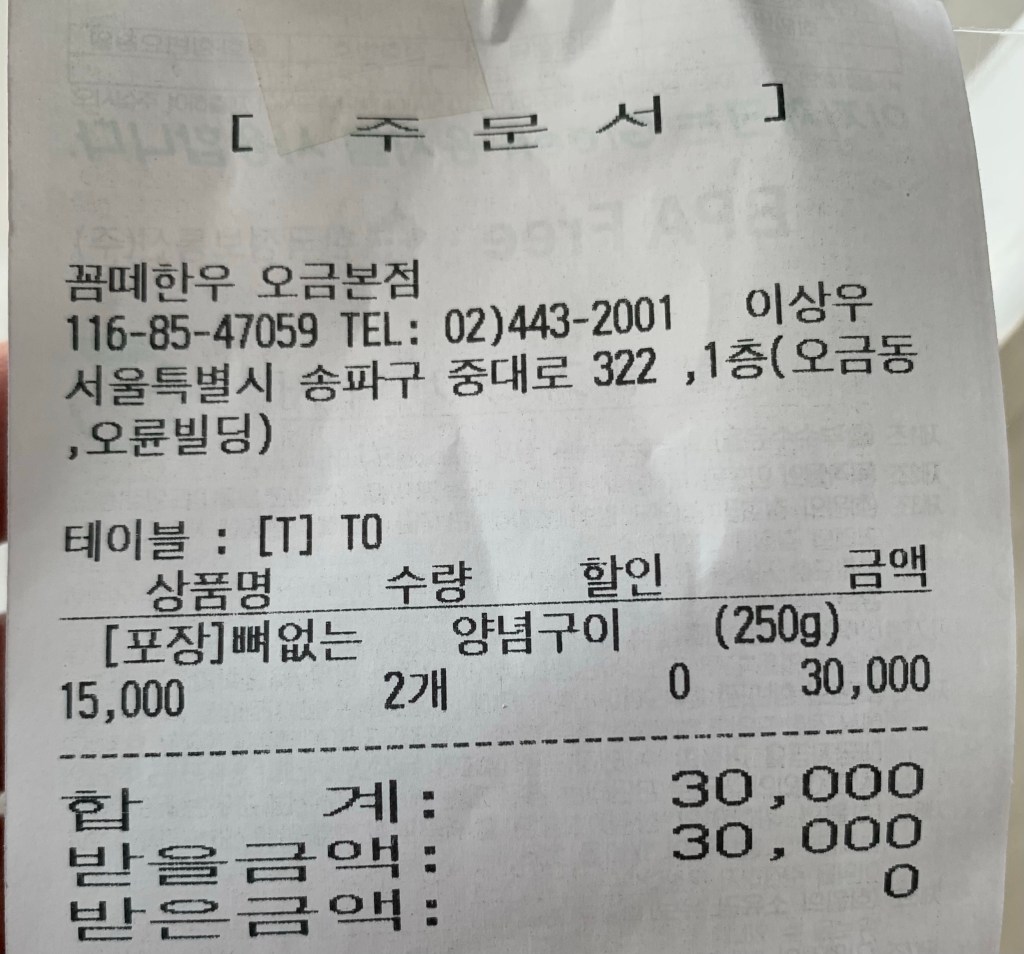 [ 주 문 서 ]
꼼떼한우 오금본점
116-85-47059 TEL: 02)443-2001 이상우
서울특별시 송파구 중대로 322 ,1층(오금동
,오륜빌딩)
테이블 : [T] TO
상품명 수량 할인 금액
[포장]뼈없는 양념구이 (250g)
15,000 2개 0 30,000
합 계: 30,000
받을금액: 30,000
받은금액: 0